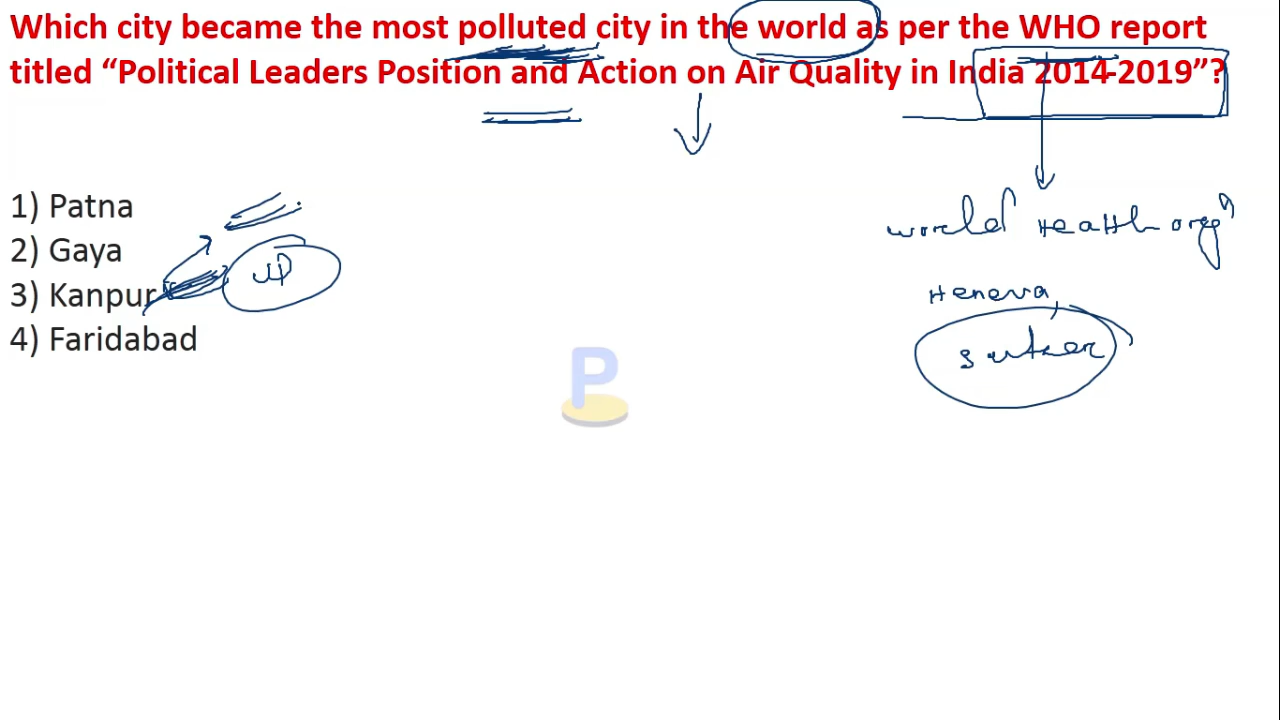 Which city became the most polluted city in the world as per the WHO report
titled “Political Leaders Position and Action on Air Quality in India 2014-2019”?
1) Patna
2) Gaya
3) Kanpur
4) Faridabad
UP
world Health orgⁿ
Heneva,
P